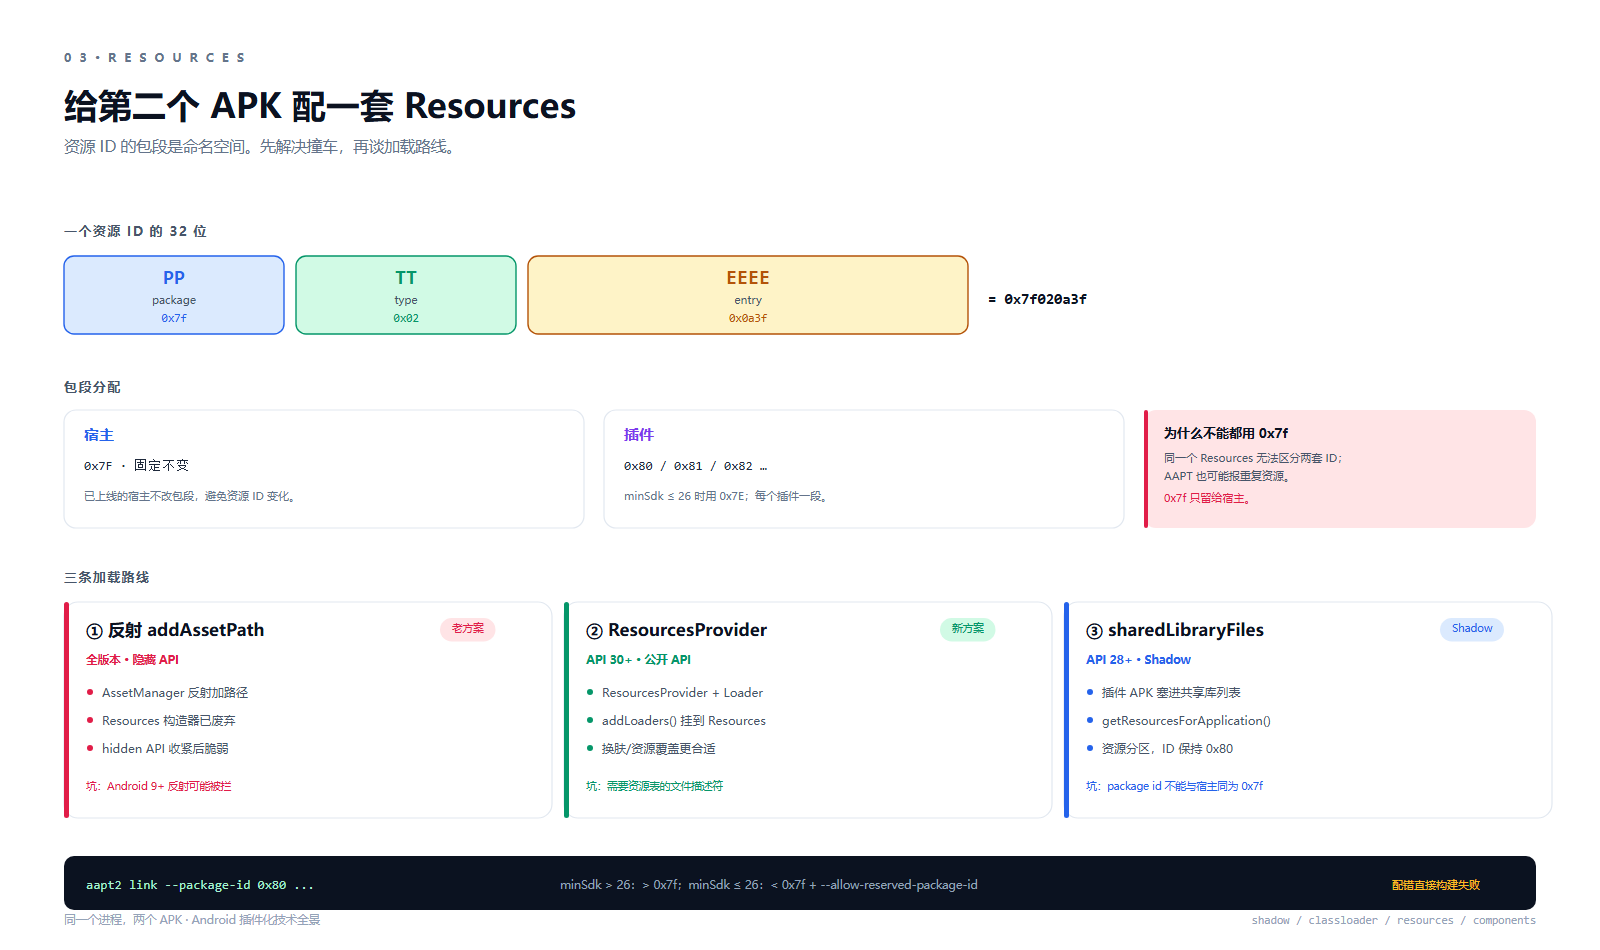 03·RESOURCES
给第二个 APK 配一套 Resources
资源 ID 的包段是命名空间。先解决撞车，再谈加载路线。
一个资源 ID 的 32 位
PP
package
0x7f
TT
type
0x02
EEEE
entry
0x0a3f
= 0x7f020a3f
包段分配
宿主
0x7F · 固定不变
已上线的宿主不改包段，避免资源 ID 变化。
插件
0x80 / 0x81 / 0x82 …
minSdk ≤ 26 时用 0x7E；每个插件一段。
为什么不能都用 0x7f
同一个 Resources 无法区分两套 ID；
AAPT 也可能报重复资源。
0x7f 只留给宿主。
三条加载路线
① 反射 addAssetPath
老方案
全版本 · 隐藏 API
AssetManager 反射加路径
Resources 构造器已废弃
hidden API 收紧后脆弱
坑：Android 9+ 反射可能被拦
② ResourcesProvider
新方案
API 30+ · 公开 API
ResourcesProvider + Loader
addLoaders() 挂到 Resources
换肤/资源覆盖更合适
坑：需要资源表的文件描述符
③ sharedLibraryFiles
Shadow
API 28+ · Shadow
插件 APK 塞进共享库列表
getResourcesForApplication()
资源分区，ID 保持 0x80
坑：package id 不能与宿主同为 0x7f
aapt2 link --package-id 0x80 ...
minSdk > 26：> 0x7f；minSdk ≤ 26：< 0x7f + --allow-reserved-package-id
配错直接构建失败
同一个进程，两个 APK · Android 插件化技术全景
shadow / classloader / resources / components